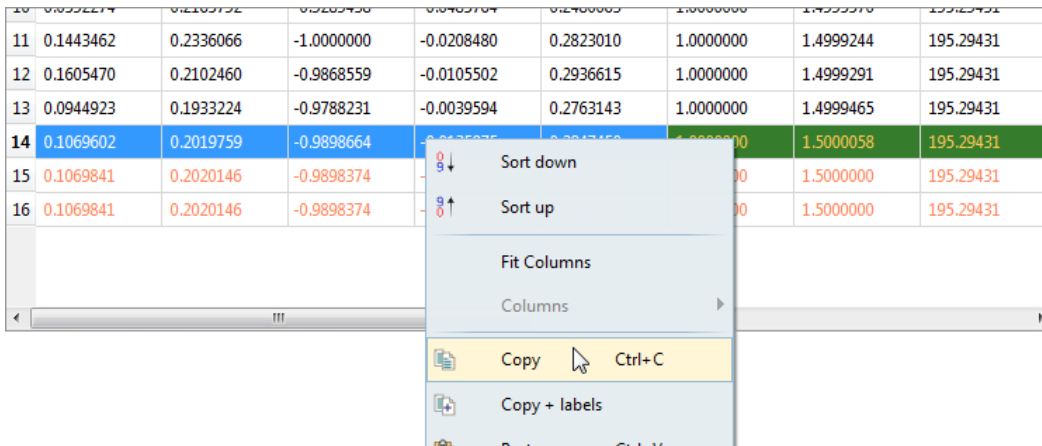 11 0.1443462 0.2336066 -1.0000000 -0.0208480 0.2823010 1.0000000 1.4999244 195.29431
12 0.1605470 0.2102460 -0.9868559 -0.0105502 0.2936615 1.0000000 1.4999291 195.29431
13 0.0944923 0.1933224 -0.9788231 -0.0039594 0.2763143 1.0000000 1.4999465 195.29431
14 0.1069602 0.2019759 -0.9898664 1.5000058 195.29431
15 0.1069841 0.2020146 -0.9898374 1.5000000 195.29431
16 0.1069841 0.2020146 -0.9898374 1.5000000 195.29431
Sort down
Sort up
Fit Columns
Columns
Copy Ctrl+C
Copy + labels